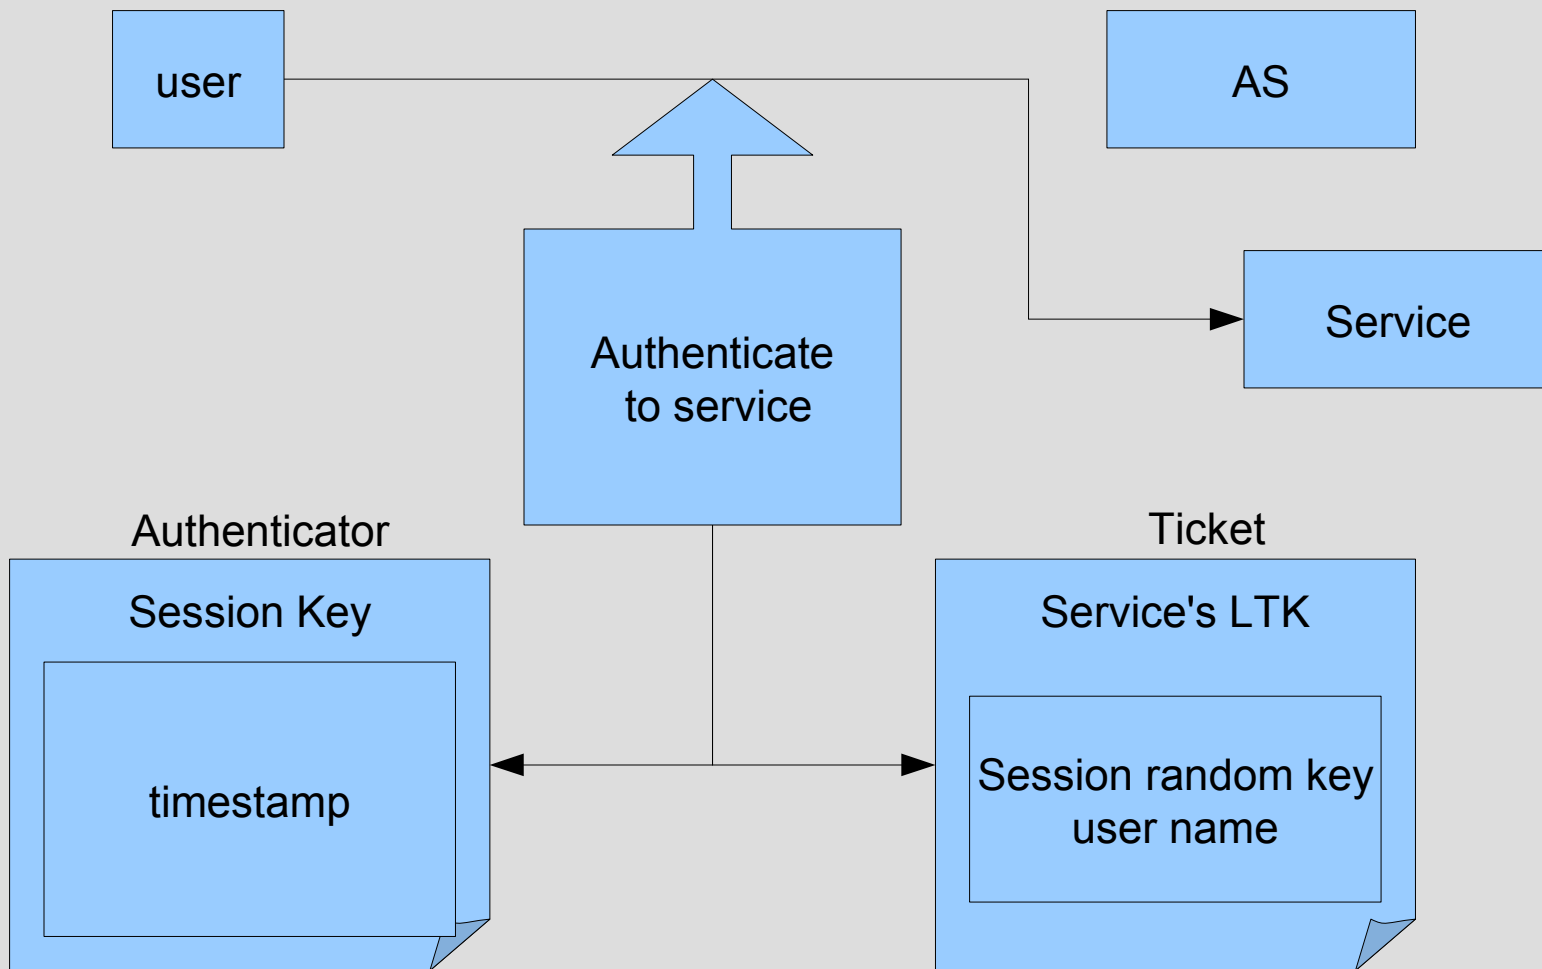 user
AS
Service
Authenticate
to service
Authenticator
Ticket
Session Key
Service's LTK
timestamp
Session random key
user name